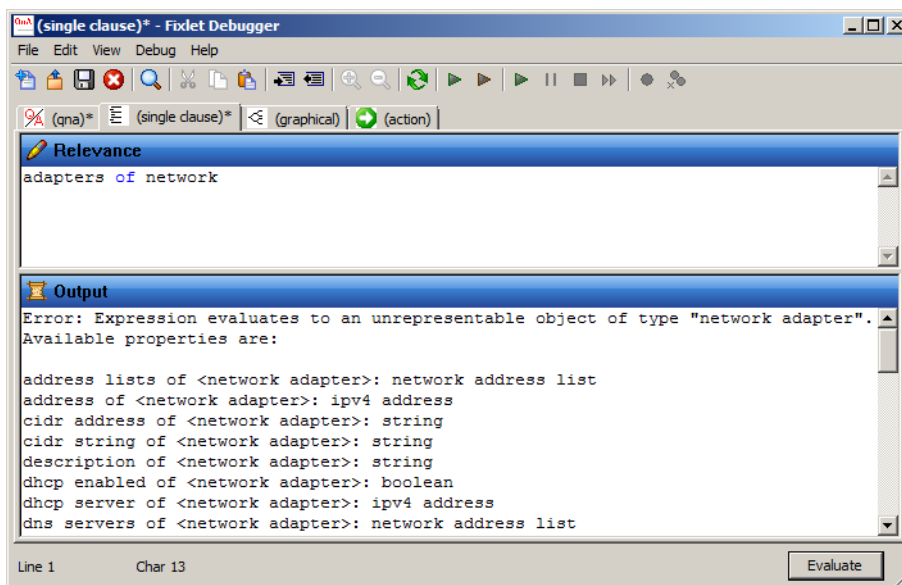 QnA (single clause)* - Fixlet Debugger
File Edit View Debug Help
(qna)* (single clause)* (graphical) (action)
Relevance
adapters of network
Output
Error: Expression evaluates to an unrepresentable object of type "network adapter".
Available properties are:
address lists of <network adapter>: network address list
address of <network adapter>: ipv4 address
cidr address of <network adapter>: string
cidr string of <network adapter>: string
description of <network adapter>: string
dhcp enabled of <network adapter>: boolean
dhcp server of <network adapter>: ipv4 address
dns servers of <network adapter>: network address list
Line 1 Char 13 Evaluate